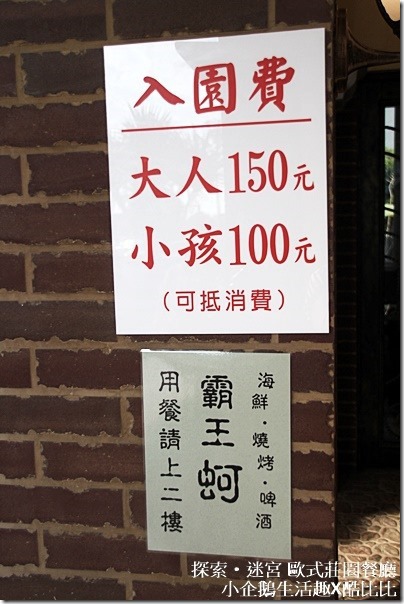 入園費
大人150元
小孩100元
(可抵消費)
海鮮·燒烤·啤酒
霸王蚵
用餐請上二樓
探索·迷宮 歐式莊園餐廳
小企鵝生活趣X酷比比